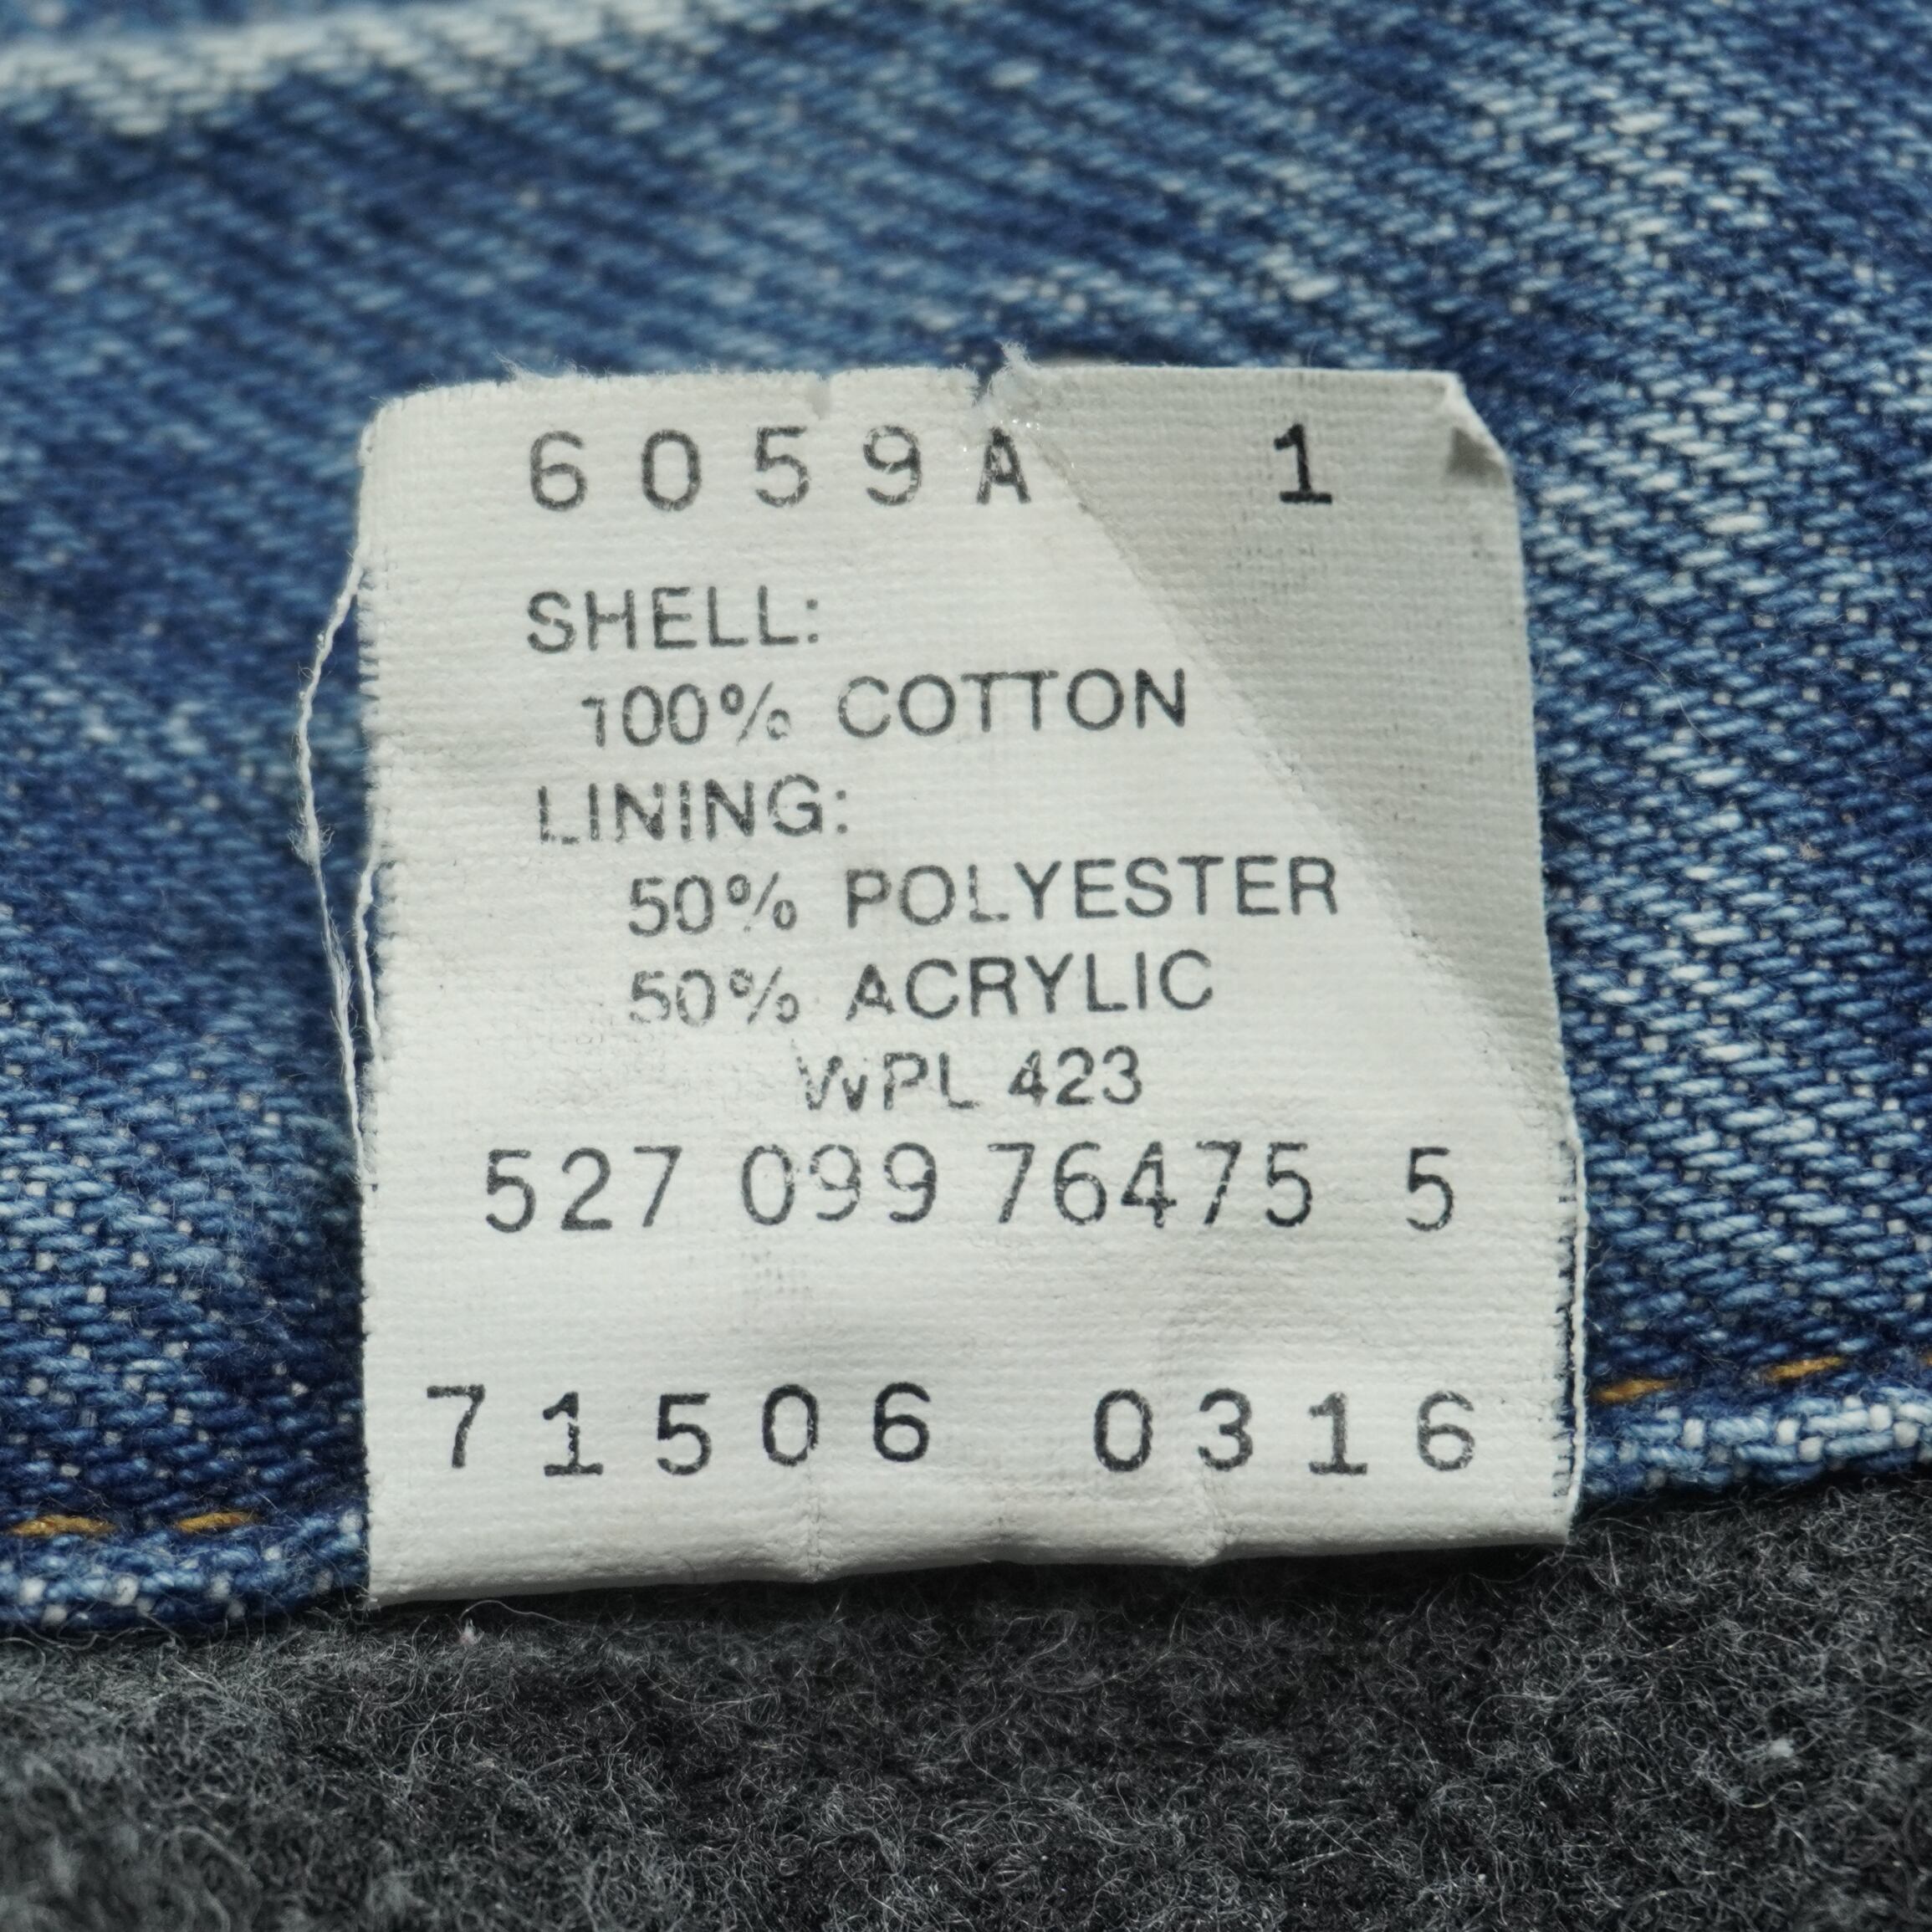 6059A 1
SHELL:
100% COTTON
LINING:
50% POLYESTER
50% ACRYLIC
WPL 423
527 099 76475 5
71506 0316